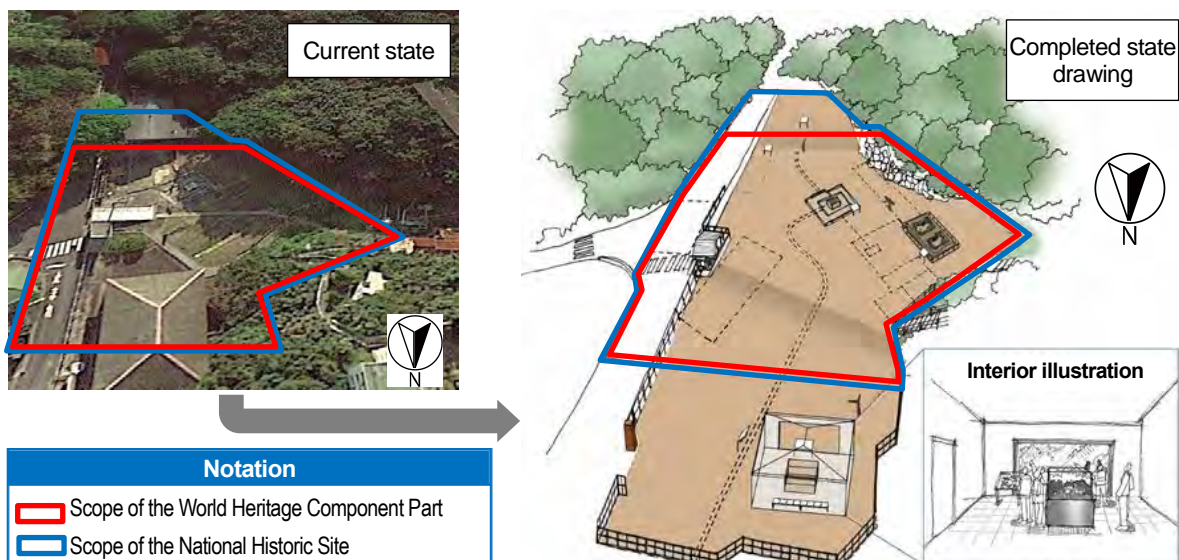 Current state
Completed state
drawing
N
N
Interior illustration
Notation
Scope of the World Heritage Component Part
Scope of the National Historic Site